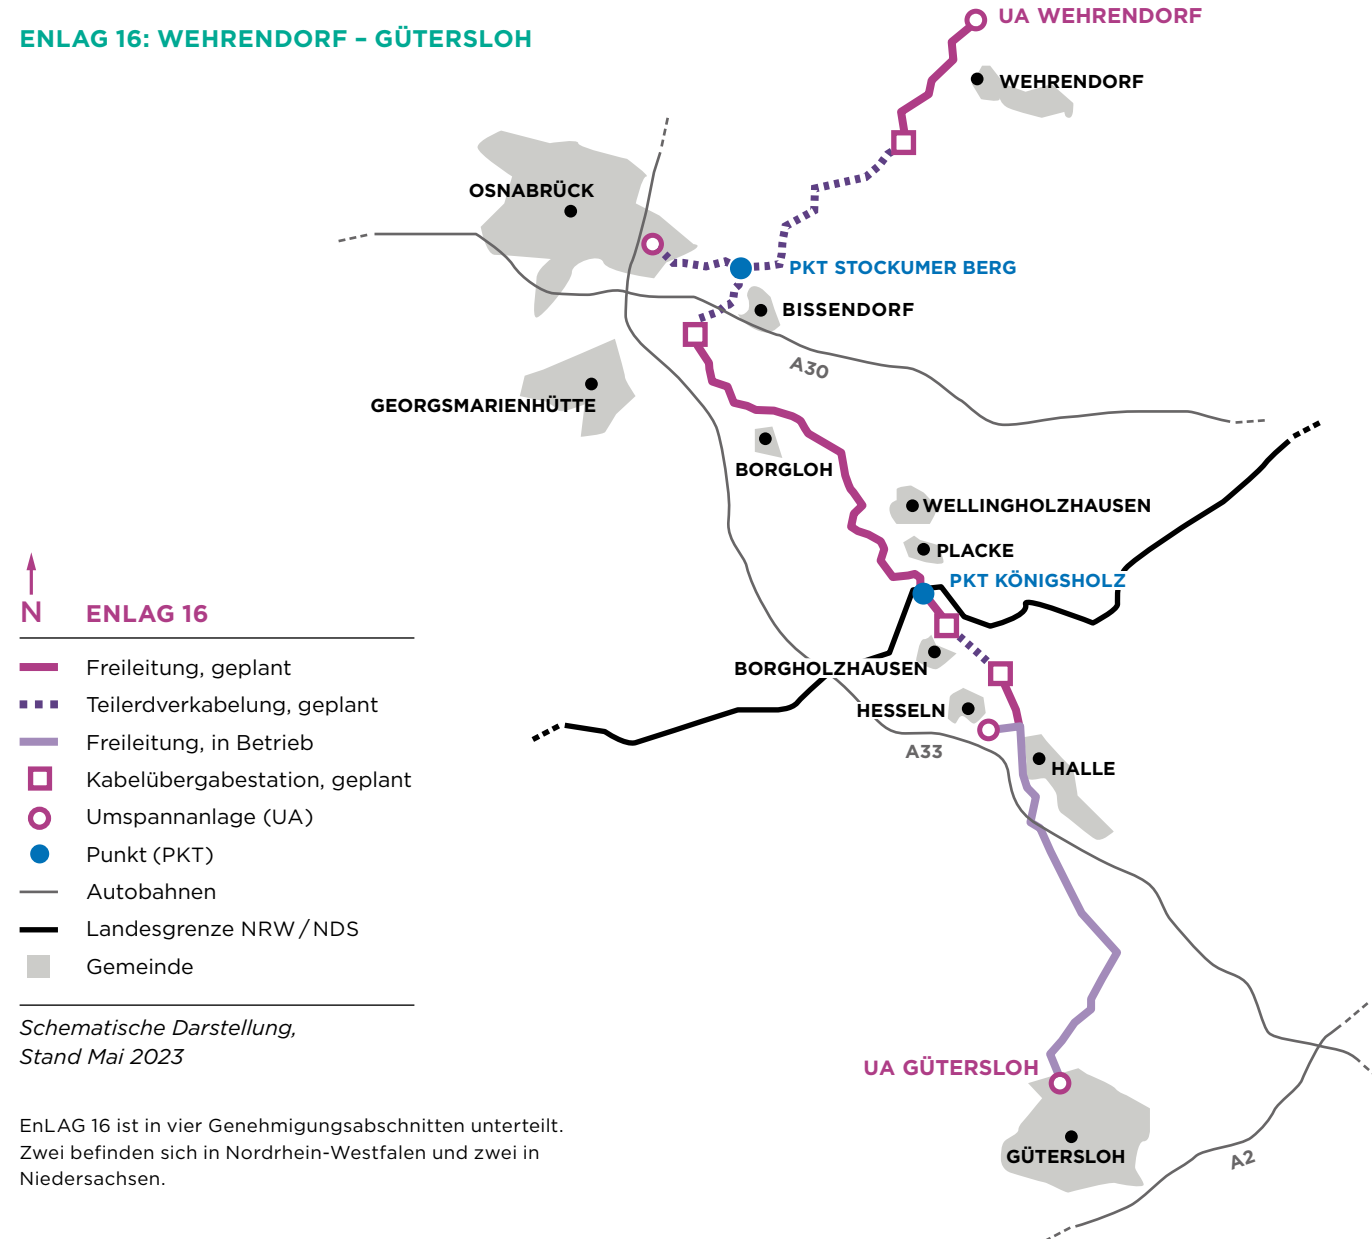 ENLAG 16: WEHRENDORF – GÜTERSLOH
UA WEHRENDORF
WEHRENDORF
OSNABRÜCK
PKT STOCKUMER BERG
BISSENDORF
A30
GEORGSMARIENHÜTTE
BORGLOH
WELLINGHOLZHAUSEN
PLACKE
PKT KÖNIGSHOLZ
BORGHOLZHAUSEN
HESSELN
A33
HALLE
UA GÜTERSLOH
GÜTERSLOH
A2
N
ENLAG 16
Freileitung, geplant
Teilerdverkabelung, geplant
Freileitung, in Betrieb
Kabelübergabestation, geplant
Umspannanlage (UA)
Punkt (PKT)
Autobahnen
Landesgrenze NRW / NDS
Gemeinde
Schematische Darstellung,
Stand Mai 2023
EnLAG 16 ist in vier Genehmigungsabschnitten unterteilt.
Zwei befinden sich in Nordrhein-Westfalen und zwei in
Niedersachsen.